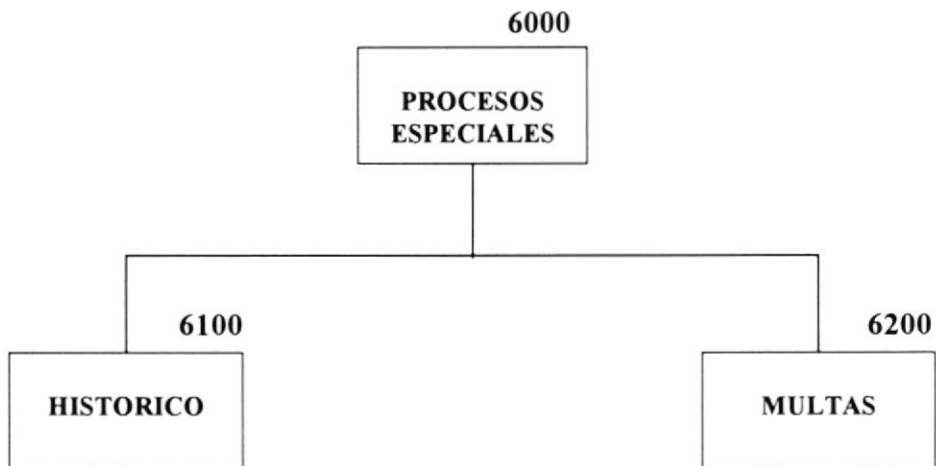 6000
PROCESOS
ESPECIALES
6100
6200
HISTORICO
MULTAS